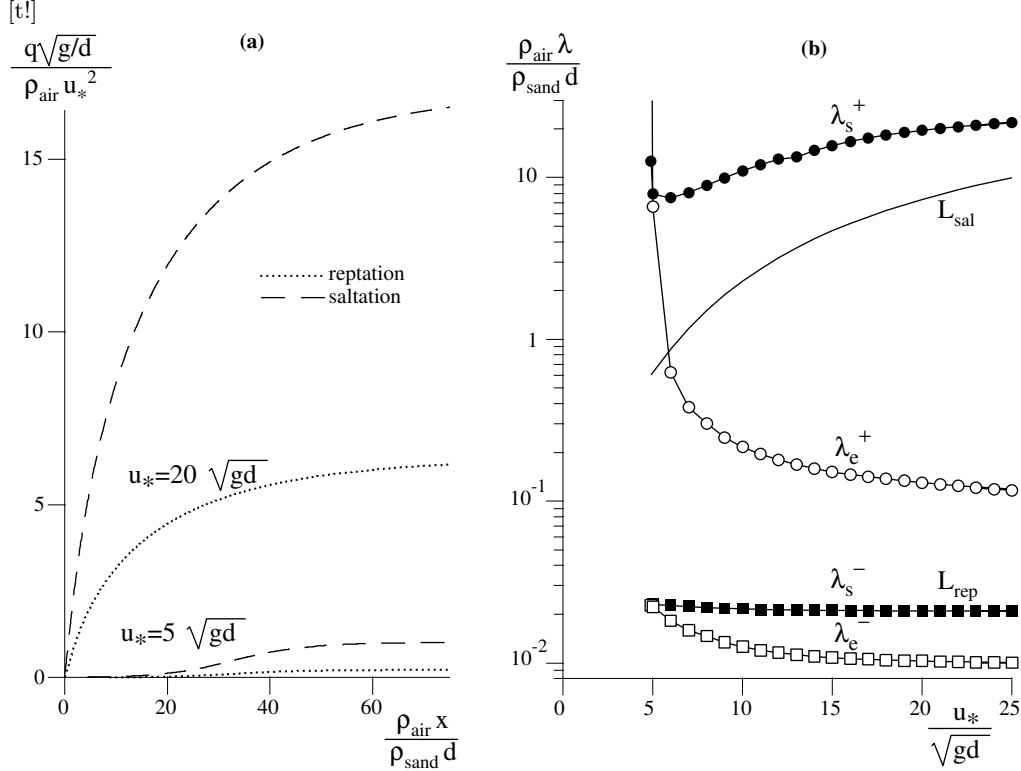 [t!]
(a)
q√g/d
ρair u*²
15
10
5
0
reptation
saltation
u*=20 √gd
u*=5 √gd
0
20
40
60
ρair x
ρsand d
(b)
ρair λ
ρsand d
10
1
10⁻¹
10⁻²
λs⁺
Lsal
λe⁺
λs⁻
Lrep
λe⁻
0
5
10
15
20
25
u*
√gd